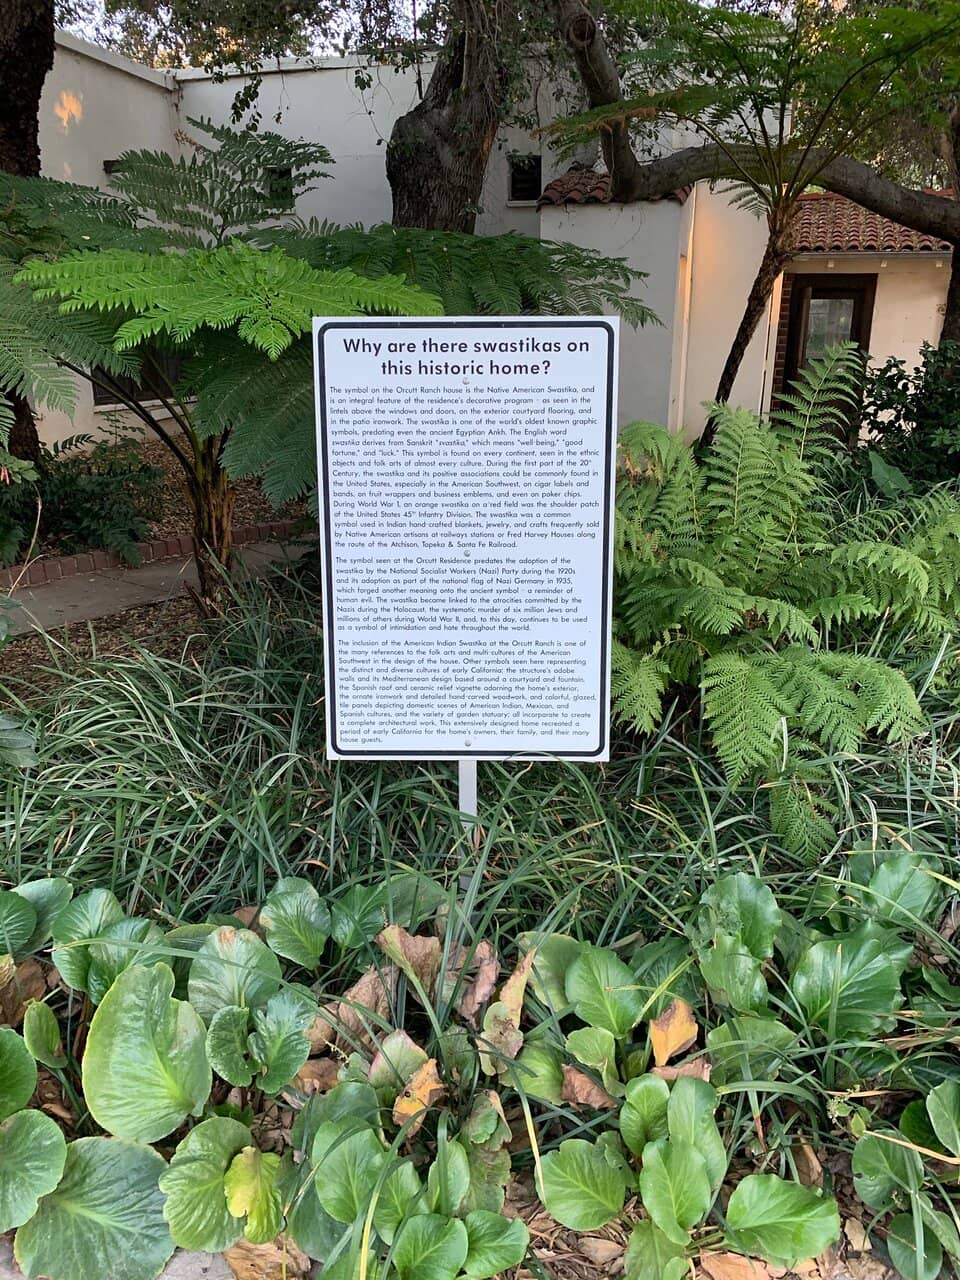 Why are there swastikas on
this historic home?
The symbol on the Orcutt Ranch house is the Native American Swastika, and
is an integral feature of the residence's decorative program - as seen in the
lintels above the windows and doors, on the exterior courtyard flooring, and
in the patio ironwork. The swastika is one of the world's oldest known graphic
symbols, predating even the ancient Egyptian Ankh. The English word
swastika derives from Sanskrit "svastika," which means "well-being," "good
fortune," and "luck." This symbol is found on every continent, seen in the ethnic
objects and folk arts of almost every culture. During the first part of the 20th
Century, the swastika and its positive associations could be commonly found in
the United States, especially in the American Southwest, on cigar labels and
bands, on fruit wrappers and business emblems, and even on poker chips.
During World War I, an orange swastika on a red field was the shoulder patch
of the United States 45th Infantry Division. The swastika was a common
symbol used in Indian hand-crafted blankets, jewelry, and crafts frequently sold
by Native American artisans at railways stations or Fred Harvey Houses along
the route of the Atchison, Topeka & Santa Fe Railroad.
The symbol seen at the Orcutt Residence predates the adoption of the
swastika by the National Socialist Workers (Nazi) Party during the 1920s
and its adoption as part of the national flag of Nazi Germany in 1935,
which forged another meaning onto the ancient symbol - a reminder of
human evil. The swastika became linked to the atrocities committed by the
Nazis during the Holocaust, the systematic murder of six million Jews and
millions of others during World War II, and, to this day, continues to be used
as a symbol of intimidation and hate throughout the world.
The inclusion of the American Indian Swastika at the Orcutt Ranch is one of
the many references to the folk arts and multi-cultures of the American
Southwest in the design of the house. Other symbols seen here representing
the distinct and diverse cultures of early California: the structure's adobe
walls and its Mediterranean design based around a courtyard and fountain,
the Spanish roof and ceramic relief vignette adorning the home's exterior,
the ornate ironwork and detailed hand-carved woodwork, and colorful, glazed,
tile panels depicting domestic scenes of American Indian, Mexican, and
Spanish cultures, and the variety of garden statuary; all incorporate to create
a complete architectural work. This extensively designed home recreated a
period of early California for the home's owners, their family, and their many
house guests.